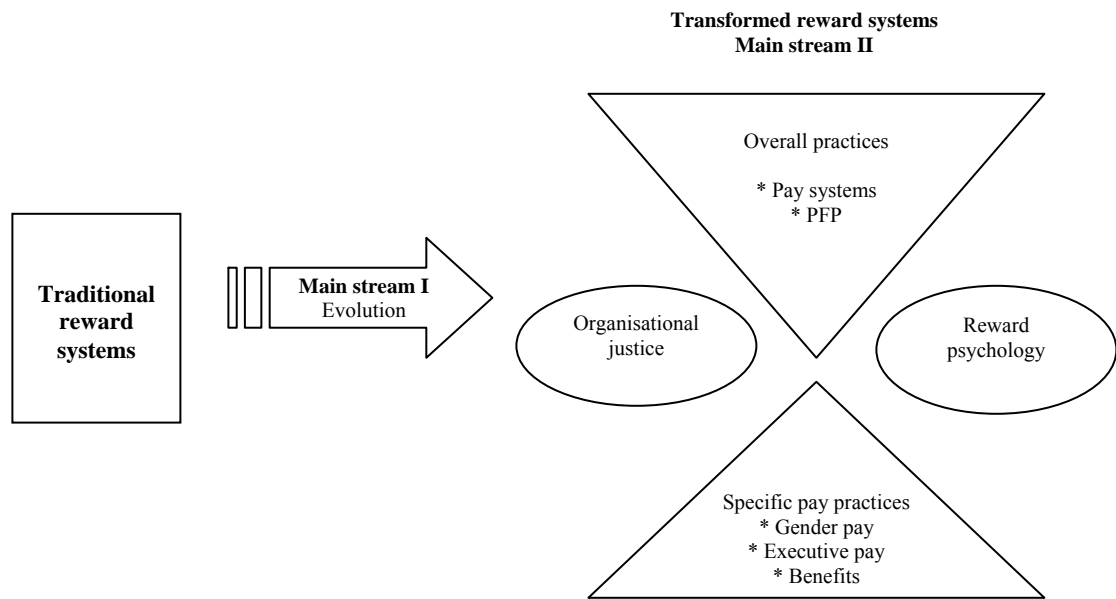 Transformed reward systems
Main stream II
Overall practices
* Pay systems
* PFP
Traditional
reward
systems
Main stream I
Evolution
Organisational
justice
Reward
psychology
Specific pay practices
* Gender pay
* Executive pay
* Benefits